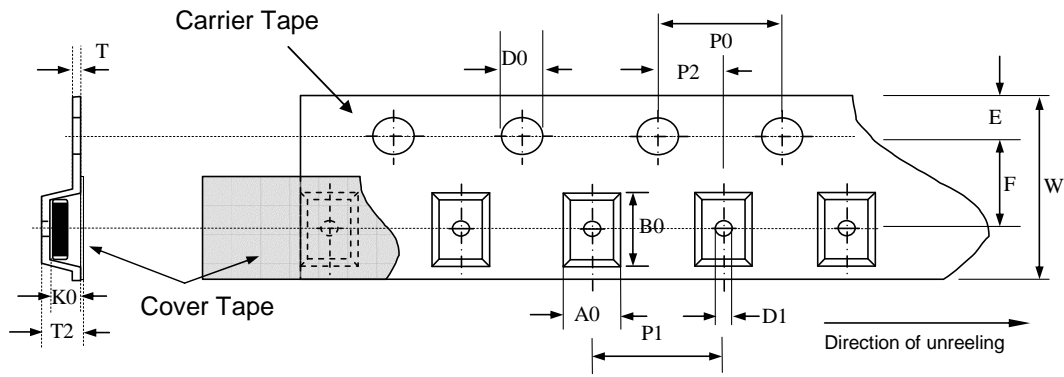 Carrier Tape
T
D0
P0
P2
E
F
W
B0
K0
Cover Tape
T2
A0
P1
D1
Direction of unreeling